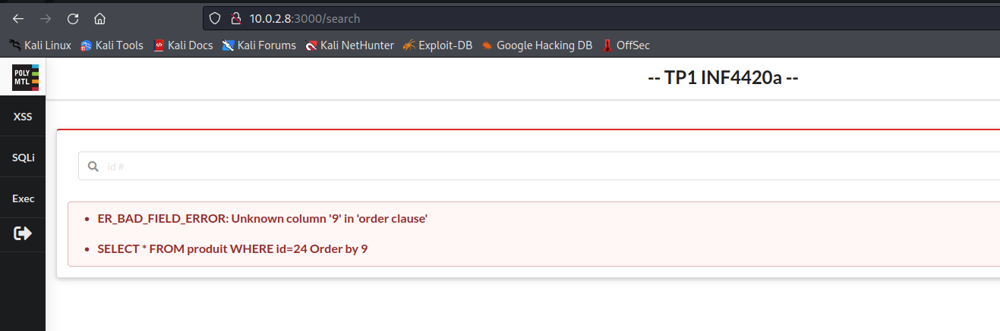 10.0.2.8:3000/search
Kali Linux Kali Tools Kali Docs Kali Forums Kali NetHunter Exploit-DB Google Hacking DB OffSec
POLY
MTL
-- TP1 INF4420a --
XSS
SQLi
Exec
id #
ER_BAD_FIELD_ERROR: Unknown column '9' in 'order clause'
SELECT * FROM produit WHERE id=24 Order by 9